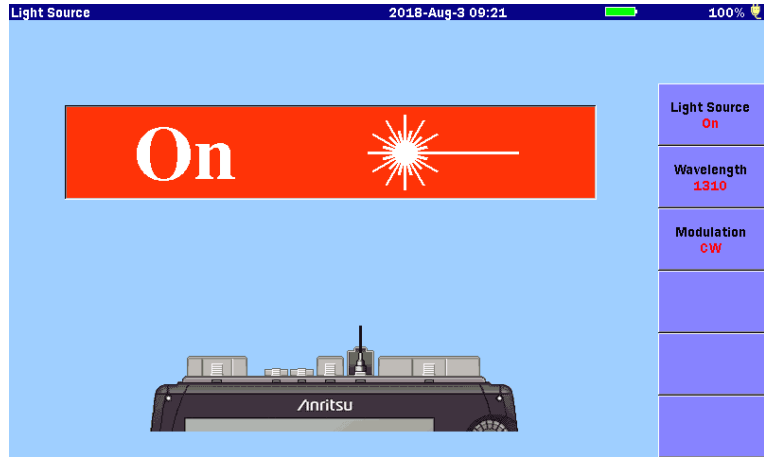 Light Source 2018-Aug-3 09:21 100%
On
Light Source
On
Wavelength
1310
Modulation
CW
Anritsu